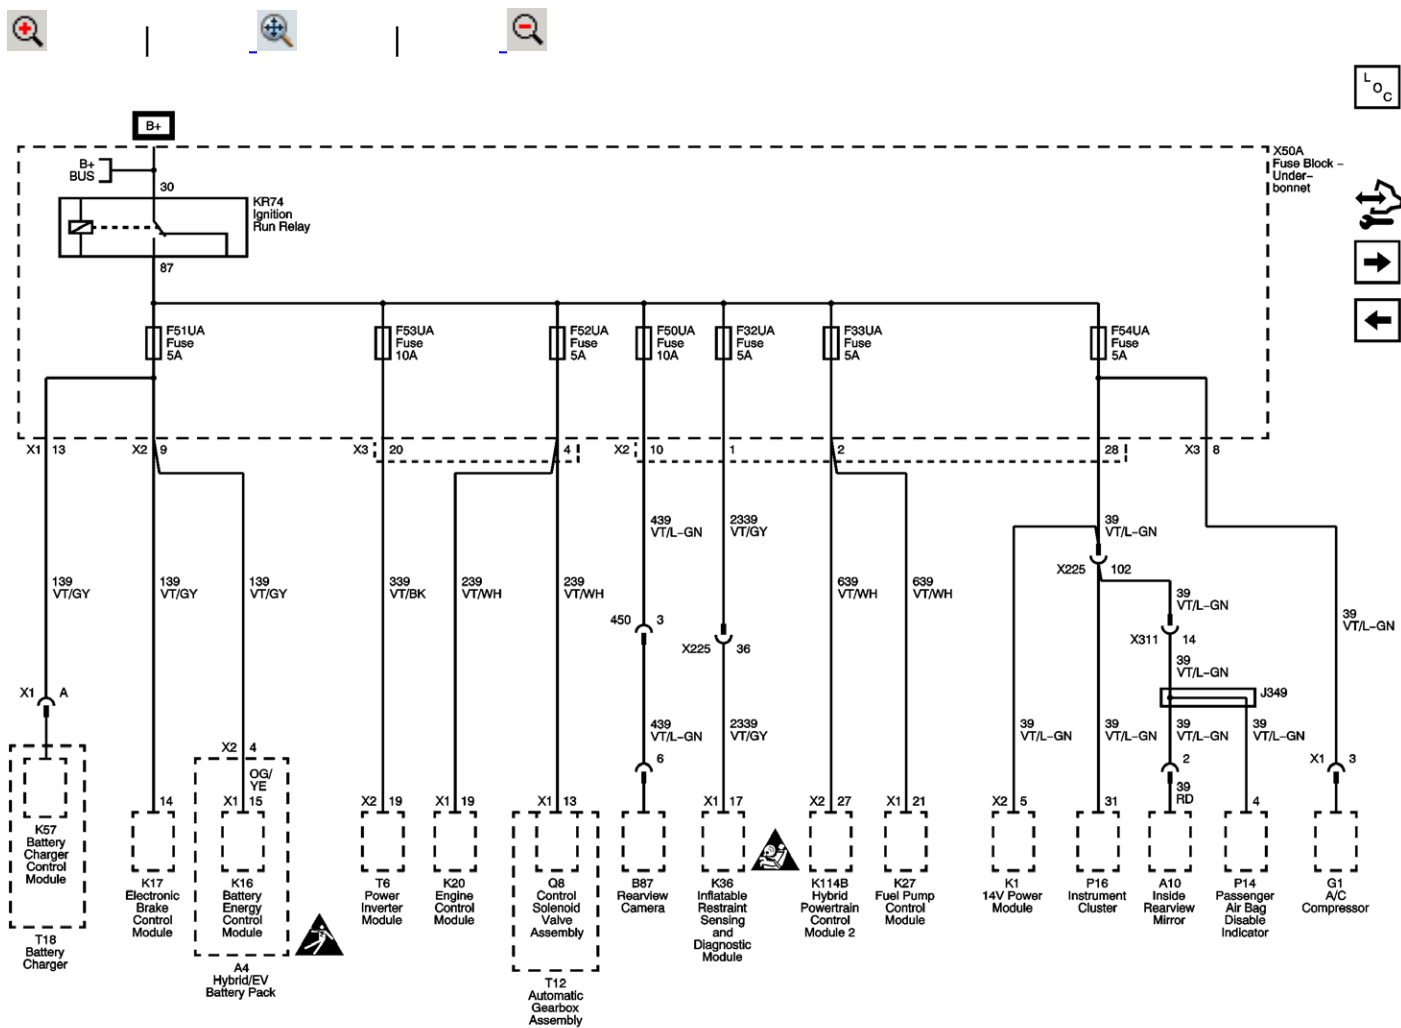 L
O
C
B+
X50A
Fuse Block –
Under–
bonnet
B+
BUS
30
KR74
Ignition
Run Relay
87
F51UA
Fuse
5A
F53UA
Fuse
10A
F52UA
Fuse
5A
F50UA
Fuse
10A
F32UA
Fuse
5A
F33UA
Fuse
5A
F54UA
Fuse
5A
X1 13
X2 9
X3 20
4
X2 10
1
2
28
X3 8
439
VT/L–GN
2339
VT/GY
39
VT/L–GN
X225 102
139
VT/GY
139
VT/GY
139
VT/GY
339
VT/BK
239
VT/WH
239
VT/WH
639
VT/WH
639
VT/WH
39
VT/L–GN
39
VT/L–GN
450 3
X225 36
X311 14
39
VT/L–GN
X1 A
J349
439
VT/L–GN
2339
VT/GY
39
VT/L–GN
39
VT/L–GN
39
VT/L–GN
39
VT/L–GN
X2 4
OG/
YE
6
2
39
RD
X1 3
14
X1 15
X2 19
X1 19
X1 13
X1 17
X2 27
X1 21
X2 5
31
4
K57
Battery
Charger
Control
Module
T18
Battery
Charger
K17
Electronic
Brake
Control
Module
K16
Battery
Energy
Control
Module
A4
Hybrid/EV
Battery Pack
T6
Power
Inverter
Module
K20
Engine
Control
Module
Q8
Control
Solenoid
Valve
Assembly
T12
Automatic
Gearbox
Assembly
B87
Rearview
Camera
K36
Inflatable
Restraint
Sensing
and
Diagnostic
Module
K114B
Hybrid
Powertrain
Control
Module 2
K27
Fuel Pump
Control
Module
K1
14V Power
Module
P16
Instrument
Cluster
A10
Inside
Rearview
Mirror
P14
Passenger
Air Bag
Disable
Indicator
G1
A/C
Compressor